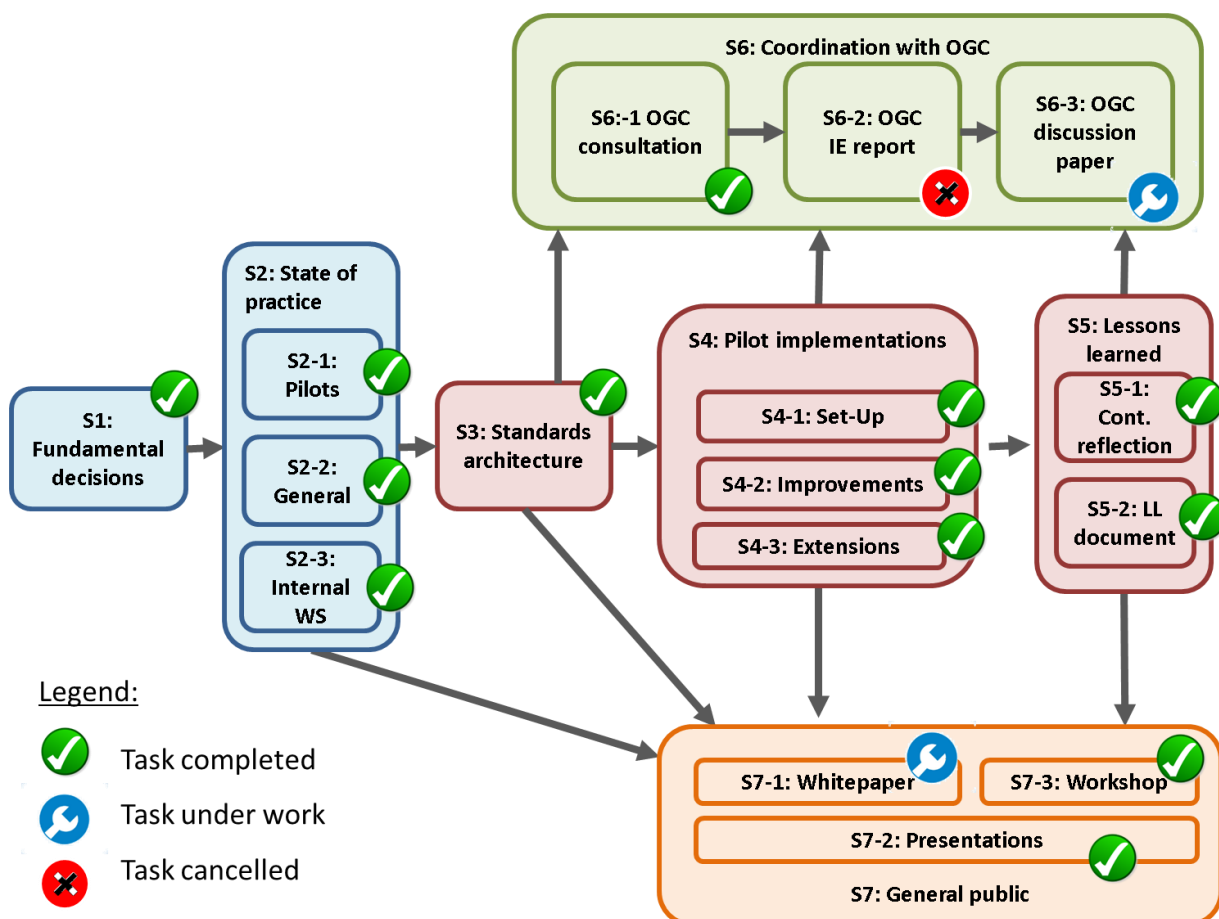 S6: Coordination with OGC
S6:-1 OGC
consultation
S6-2: OGC
IE report
S6-3: OGC
discussion
paper
S2: State of
practice
S2-1:
Pilots
S2-2:
General
S2-3:
Internal
WS
S1:
Fundamental
decisions
S3: Standards
architecture
S4: Pilot implementations
S4-1: Set-Up
S4-2: Improvements
S4-3: Extensions
S5: Lessons
learned
S5-1:
Cont.
reflection
S5-2: LL
document
Legend:
Task completed
Task under work
Task cancelled
S7-1: Whitepaper
S7-3: Workshop
S7-2: Presentations
S7: General public